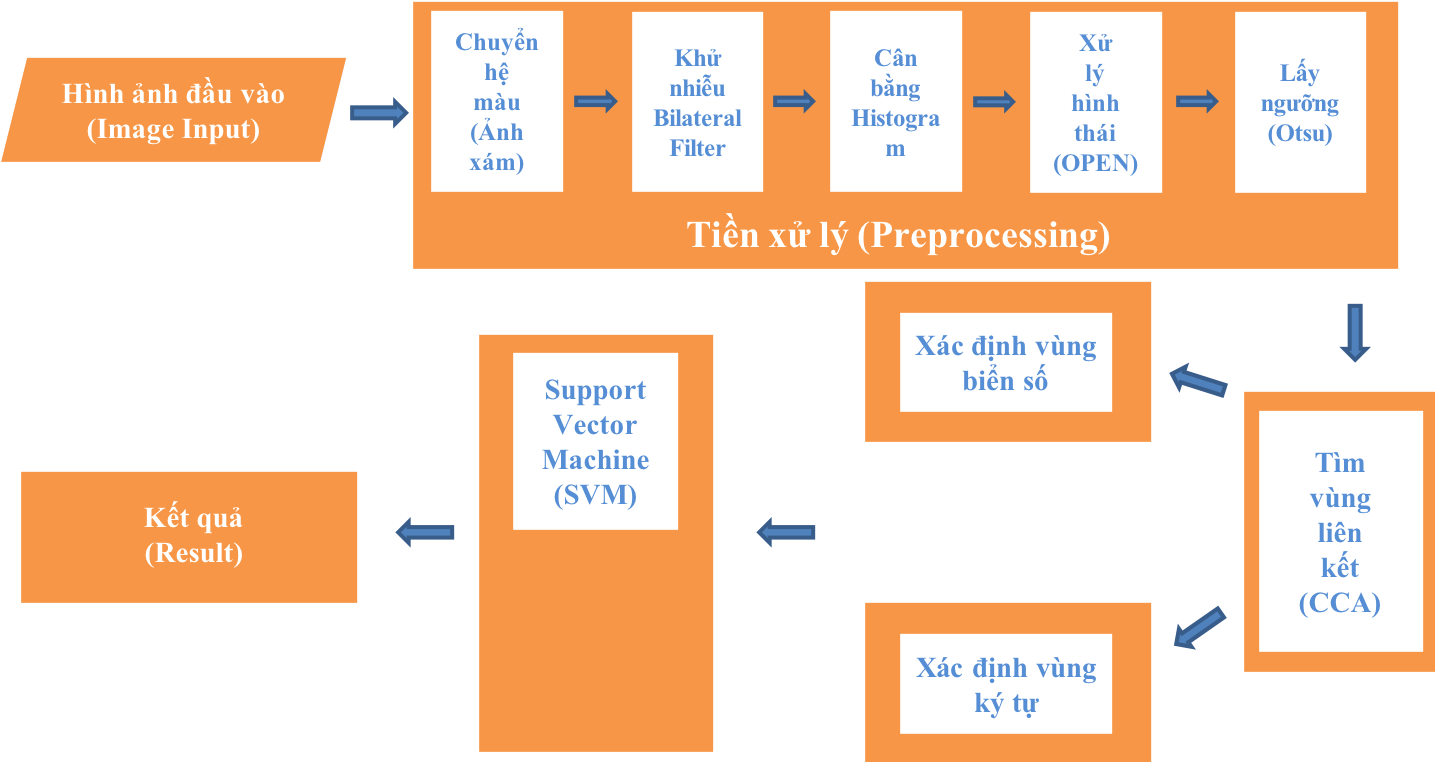 Hình ảnh đầu vào
(Image Input)
Chuyển
hệ
màu
(Ảnh
xám)
Khử
nhiễu
Bilateral
Filter
Cân
bằng
Histogra
m
Xử
lý
hình
thái
(OPEN)
Lấy
ngưỡng
(Otsu)
Tiền xử lý (Preprocessing)
Xác định vùng
biển số
Tìm
vùng
liên
kết
(CCA)
Xác định vùng
ký tự
Support
Vector
Machine
(SVM)
Kết quả
(Result)